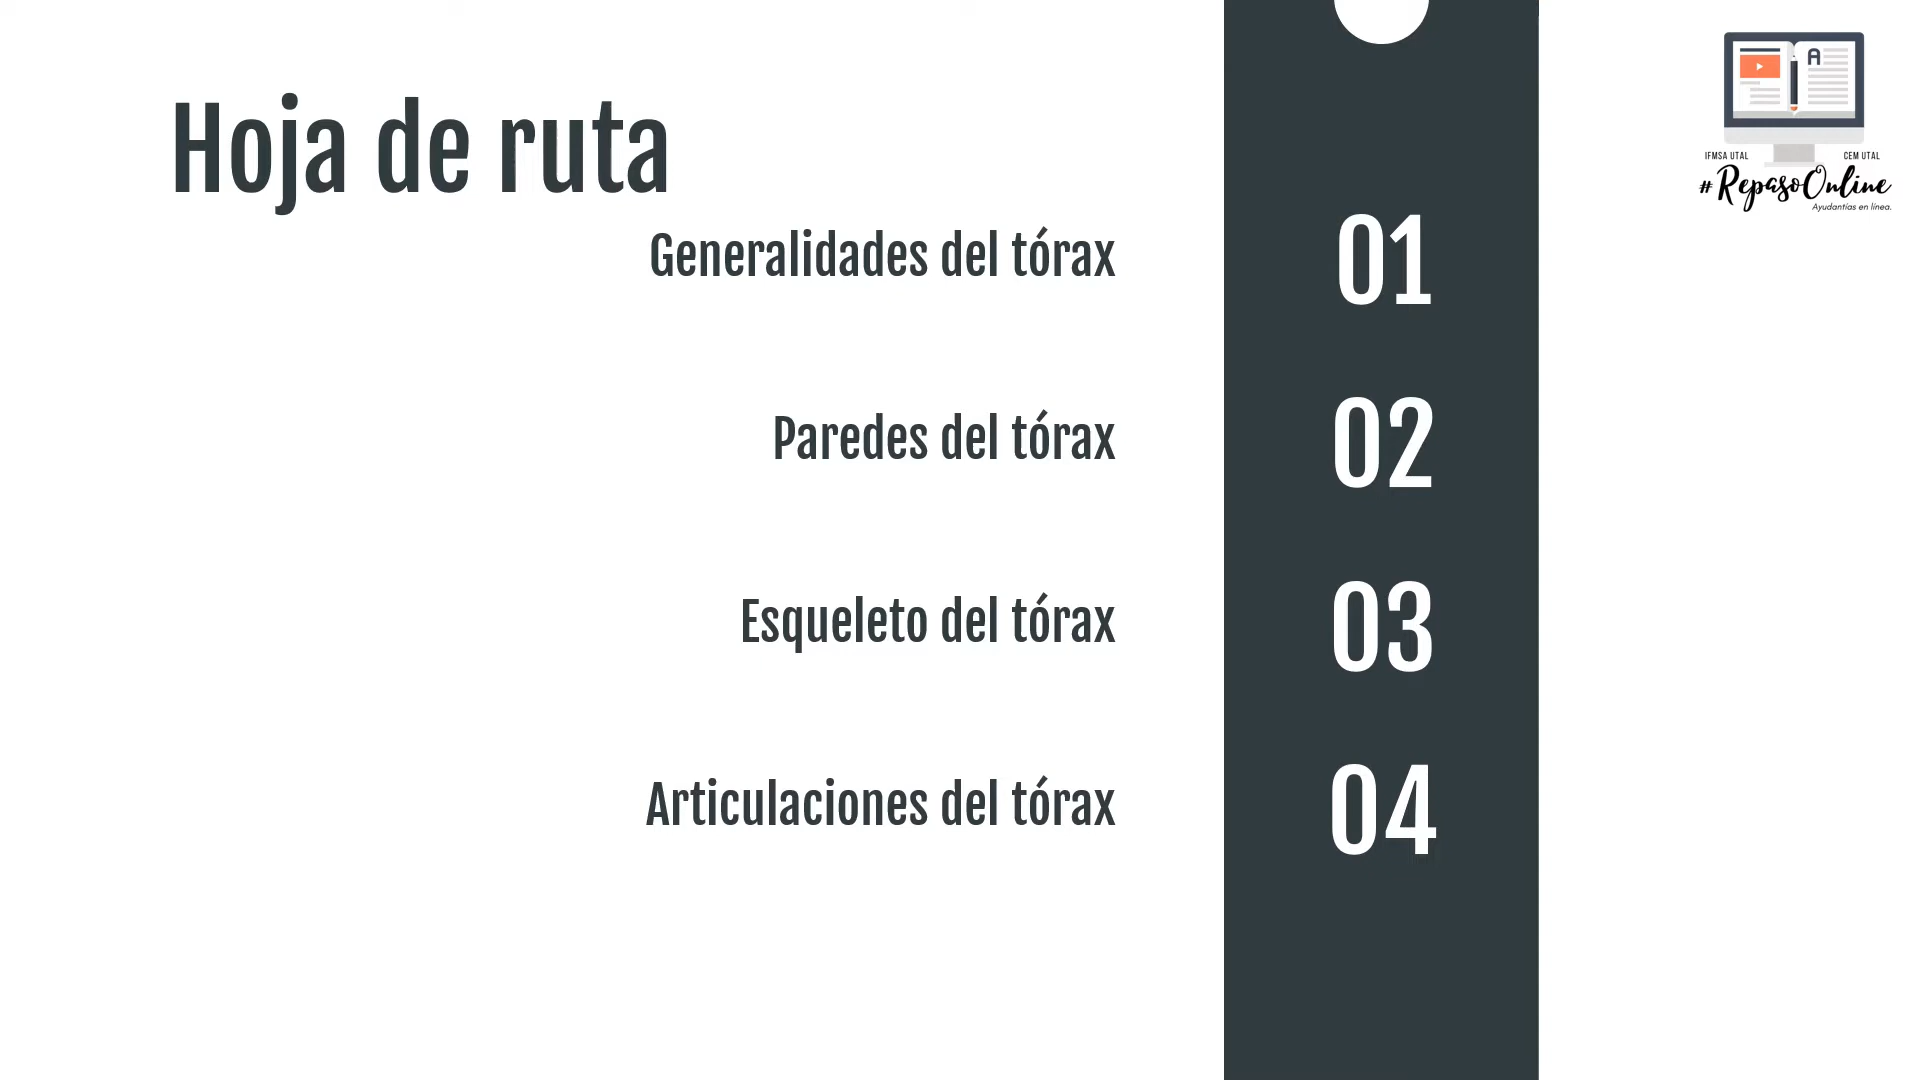 Hoja de ruta
Generalidades del tórax
01
Paredes del tórax
02
Esqueleto del tórax
03
Articulaciones del tórax
04
A
IFMSA UTAL
CEM UTAL
#RepasoOnline
Ayudantías en línea.